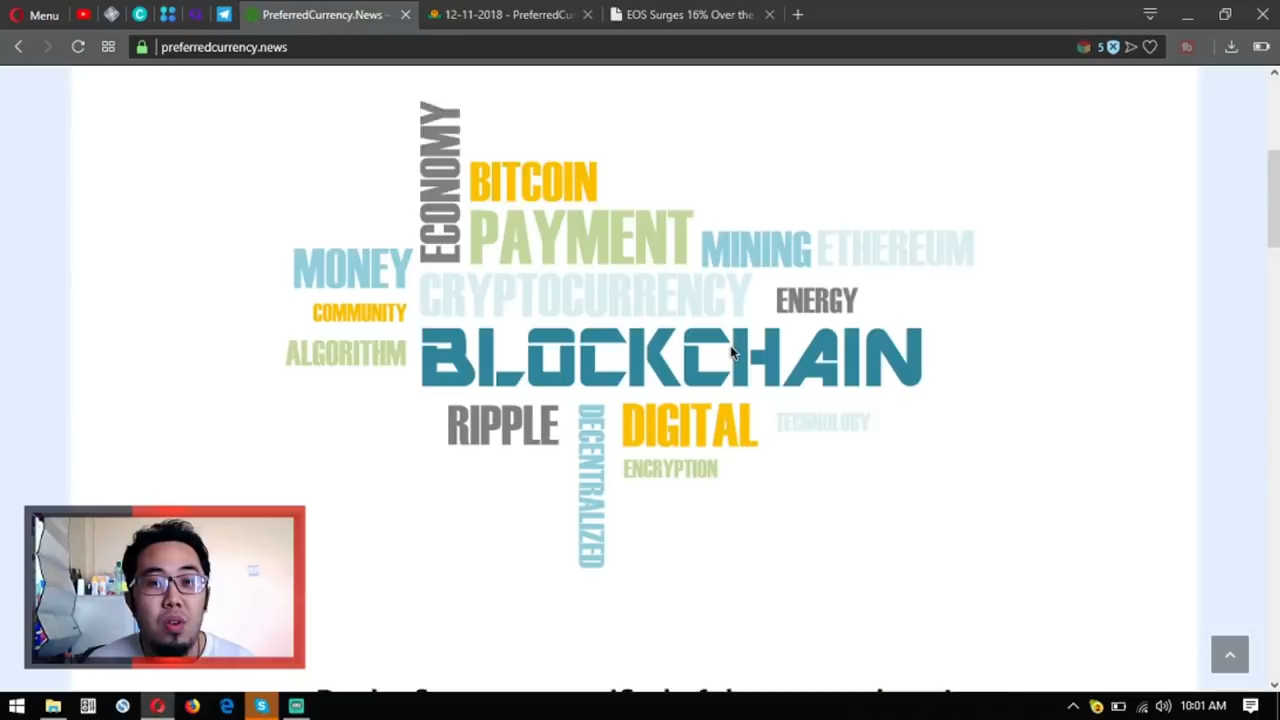 Menu
PreferredCurrency.News -
12-11-2018 - PreferredCu
EOS Surges 16% Over the
preferredcurrency.news
5
ECONOMY
BITCOIN
PAYMENT
MINING
ETHEREUM
MONEY
CRYPTOCURRENCY
ENERGY
COMMUNITY
BLOCKCHAIN
ALGORITHM
RIPPLE
DECENTRALIZED
DIGITAL
TECHNOLOGY
ENCRYPTION
10:01 AM